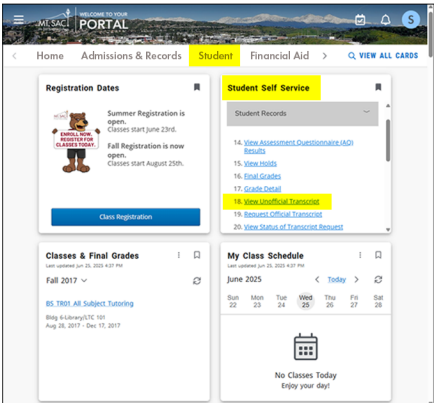 MT. SAC
WELCOME TO YOUR
PORTAL
S
Home Admissions & Records Student Financial Aid VIEW ALL CARDS
Registration Dates
ENROLL NOW.
REGISTER FOR
CLASSES TODAY.
Summer Registration is
open.
Classes start June 23rd.
Fall Registration is now
open.
Classes start August 25th.
Class Registration
Student Self Service
Student Records
14. View Assessment Questionnaire (AQ)
Results
15. View Holds
16. Final Grades
17. Grade Detail
18. View Unofficial Transcript
19. Request Official Transcript
20. View Status of Transcript Request
Classes & Final Grades
Last updated Jun 25, 2025 4:37 PM
Fall 2017
BS TR01 All Subject Tutoring
Bldg 6-Library/LTC 101
Aug 28, 2017 - Dec 17, 2017
My Class Schedule
Last updated Jun 25, 2025 4:37 PM
June 2025 Today
Sun Mon Tue Wed Thu Fri Sat
22 23 24 25 26 27 28
No Classes Today
Enjoy your day!